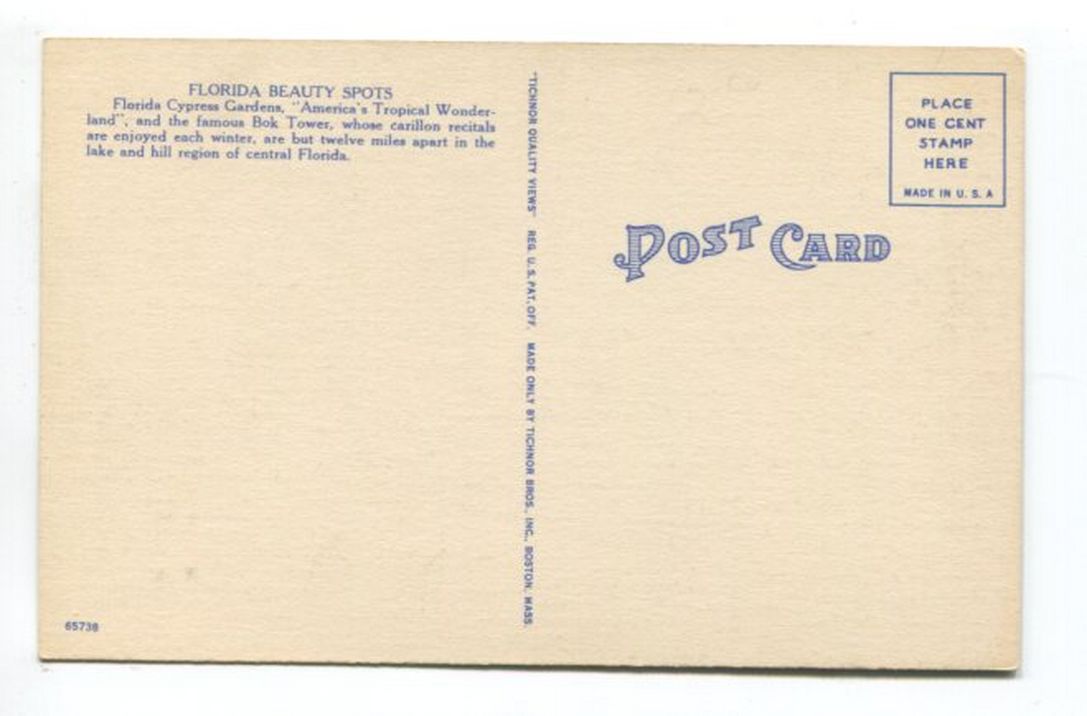 FLORIDA BEAUTY SPOTS
Florida Cypress Gardens, "America's Tropical Wonder-
land", and the famous Bok Tower, whose carillon recitals
are enjoyed each winter, are but twelve miles apart in the
lake and hill region of central Florida.
65738
"TICHNOR QUALITY VIEWS" REG. U. S. PAT. OFF. MADE ONLY BY TICHNOR BROS., INC., BOSTON, MASS.
PLACE
ONE CENT
STAMP
HERE
MADE IN U. S. A
POST CARD